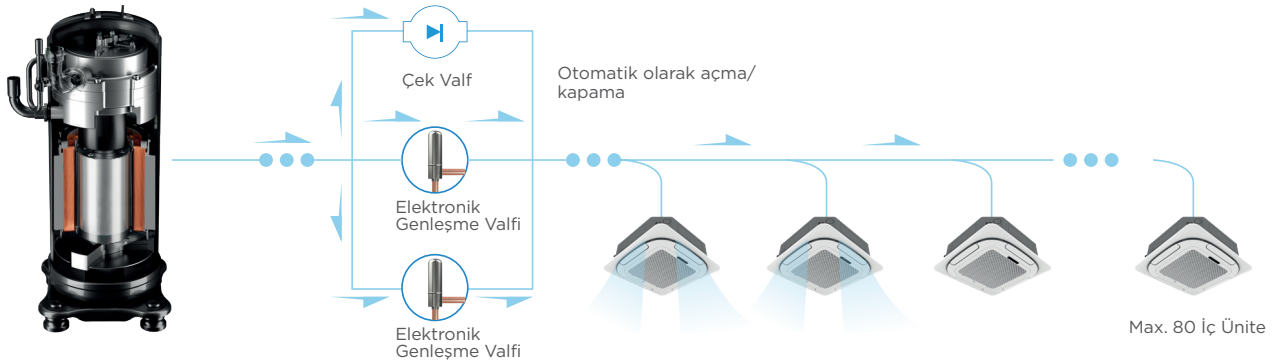 Çek Valf
Otomatik olarak açma/
kapama
Elektronik
Genleşme Valfi
Elektronik
Genleşme Valfi
Max. 80 İç Ünite